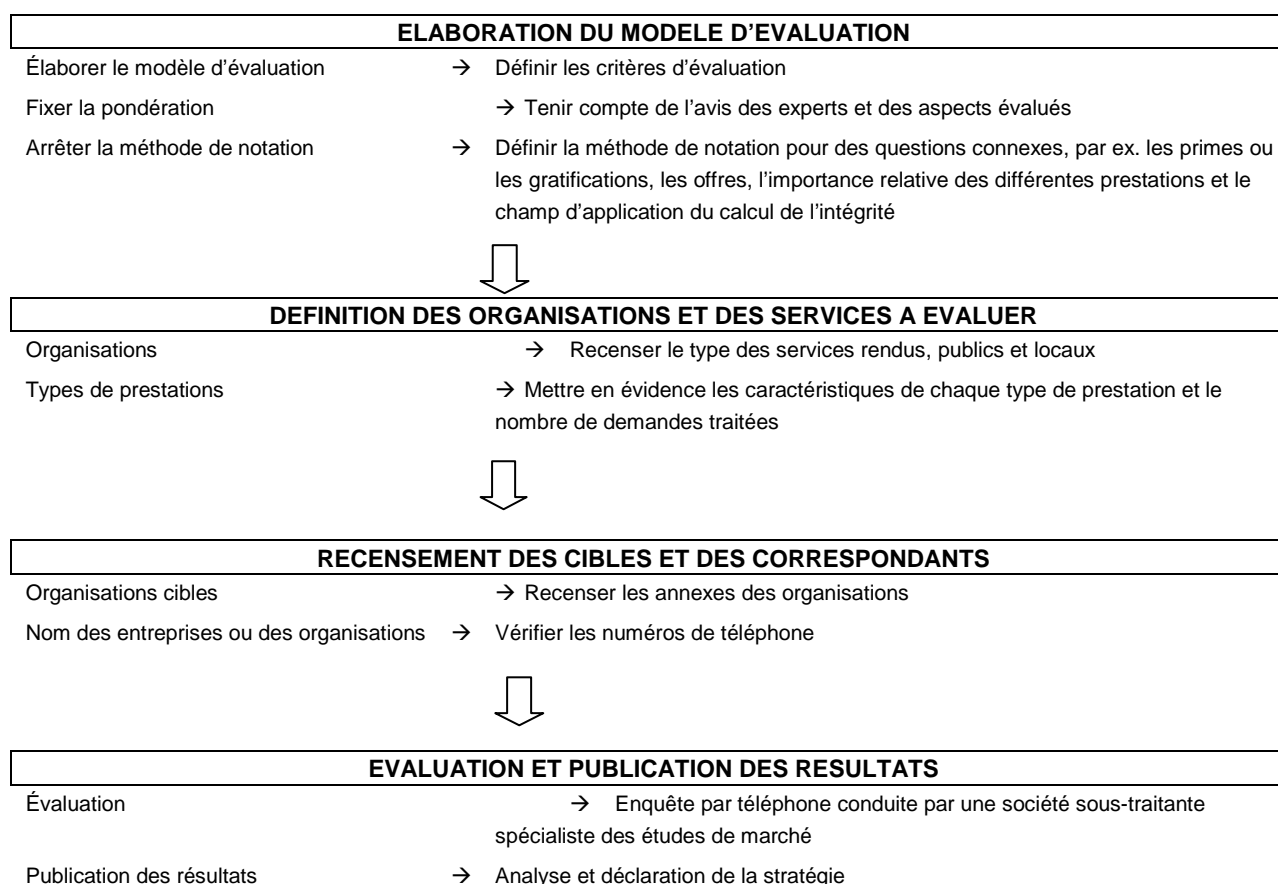 ELABORATION DU MODELE D'EVALUATION
Élaborer le modèle d'évaluation → Définir les critères d'évaluation
Fixer la pondération → Tenir compte de l'avis des experts et des aspects évalués
Arrêter la méthode de notation → Définir la méthode de notation pour des questions connexes, par ex. les primes ou
les gratifications, les offres, l'importance relative des différentes prestations et le
champ d'application du calcul de l'intégrité
DEFINITION DES ORGANISATIONS ET DES SERVICES A EVALUER
Organisations → Recenser le type des services rendus, publics et locaux
Types de prestations → Mettre en évidence les caractéristiques de chaque type de prestation et le
nombre de demandes traitées
RECENSEMENT DES CIBLES ET DES CORRESPONDANTS
Organisations cibles → Recenser les annexes des organisations
Nom des entreprises ou des organisations → Vérifier les numéros de téléphone
EVALUATION ET PUBLICATION DES RESULTATS
Évaluation → Enquête par téléphone conduite par une société sous-traitante
spécialiste des études de marché
Publication des résultats → Analyse et déclaration de la stratégie